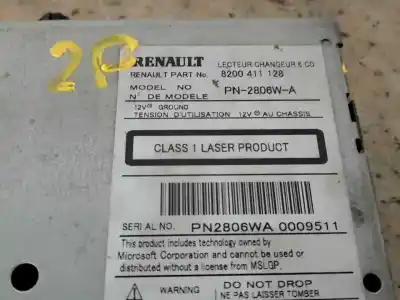 2P
RENAULT
LECTEUR CHANGEUR 6 CD
RENAULT PART No. 8200 411 128
MODEL NO
N° DE MODELE
PN-2806W-A
12V⎓ GROUND
TENSION D'UTILISATION 12V⎓ AU CHASSIS
CLASS 1 LASER PRODUCT
SERIAL NO. PN2806WA 0009511
This product includes technology owned by
Microsoft Corporation and cannot be used or
distributed without a license from MSLGP.
WARNING
DO NOT DROP
NE PAS LAISSER TOMBER